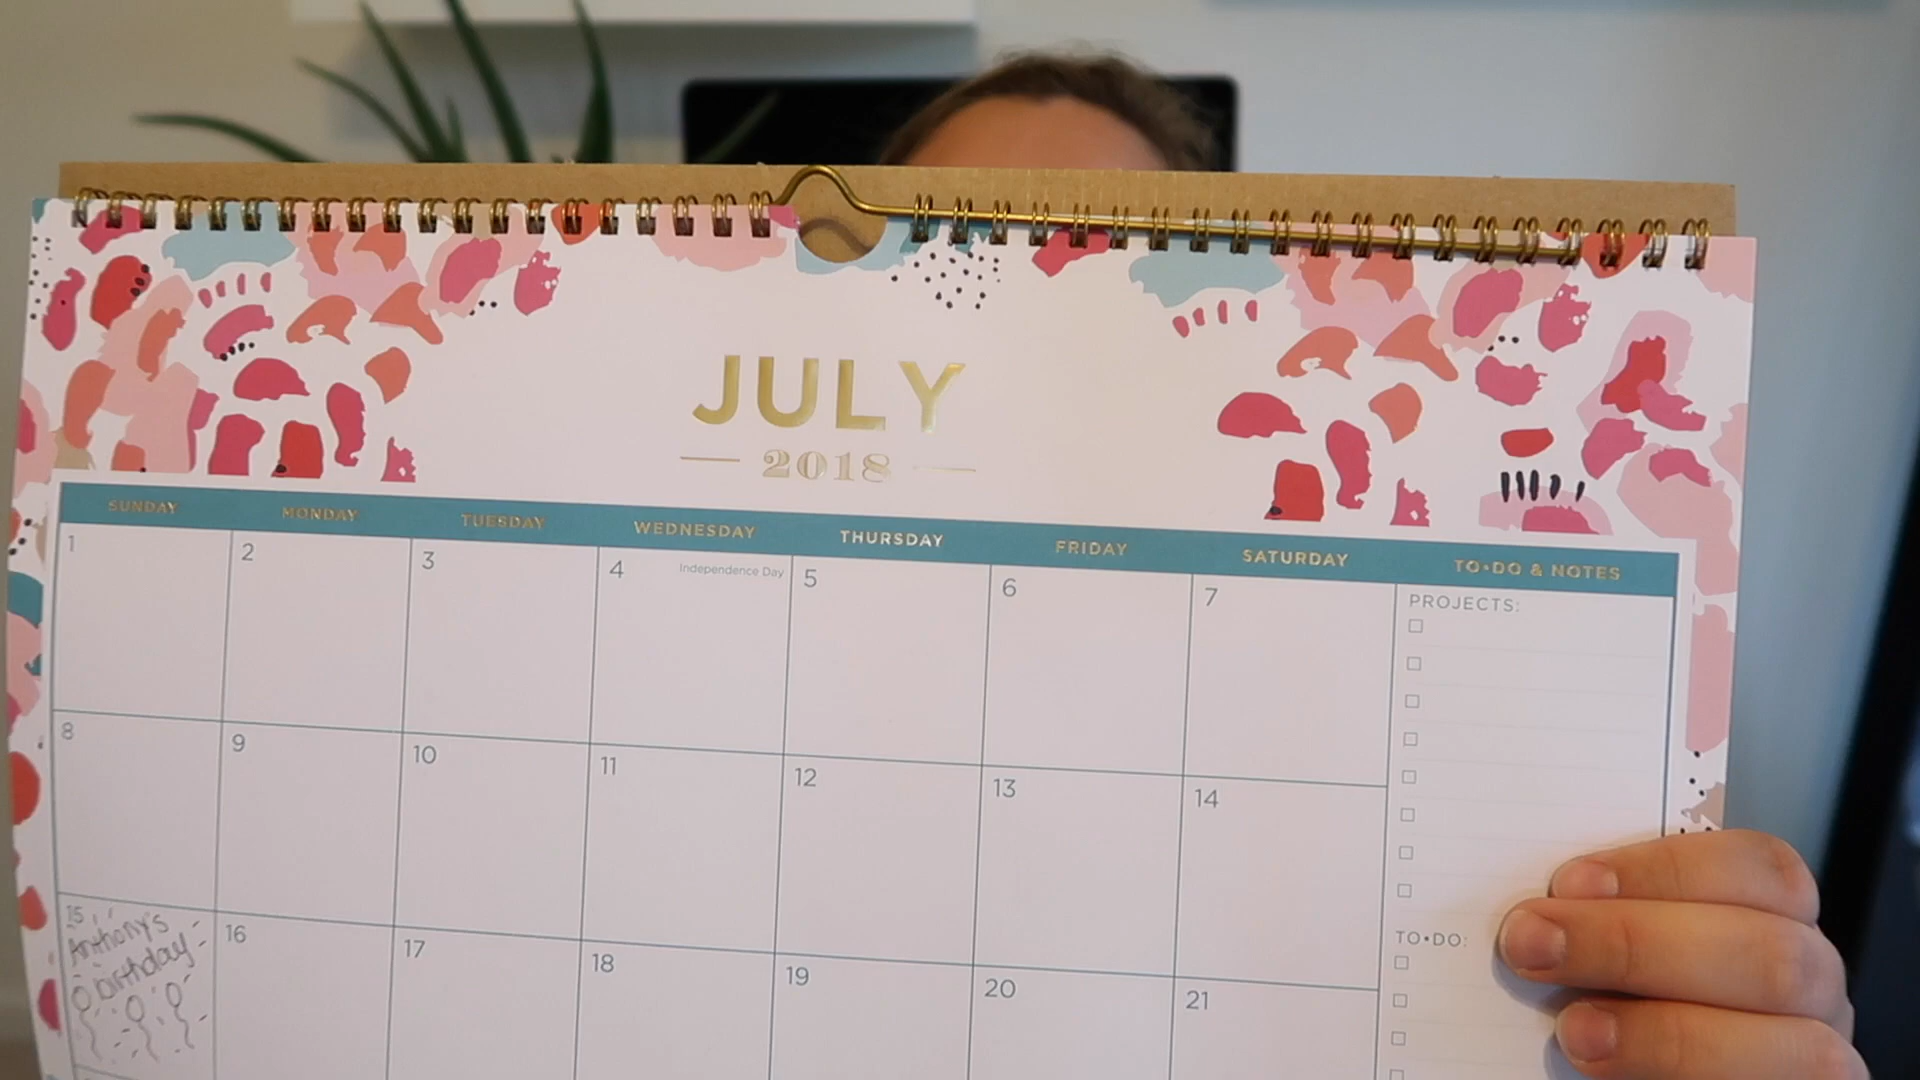 JULY
2018
SUNDAY MONDAY TUESDAY WEDNESDAY THURSDAY FRIDAY SATURDAY TO•DO & NOTES
1 2 3 4 Independence Day 5 6 7
PROJECTS:
8 9 10 11 12 13 14
15 16 17 18 19 20 21
Anthony's
birthday
TO•DO: